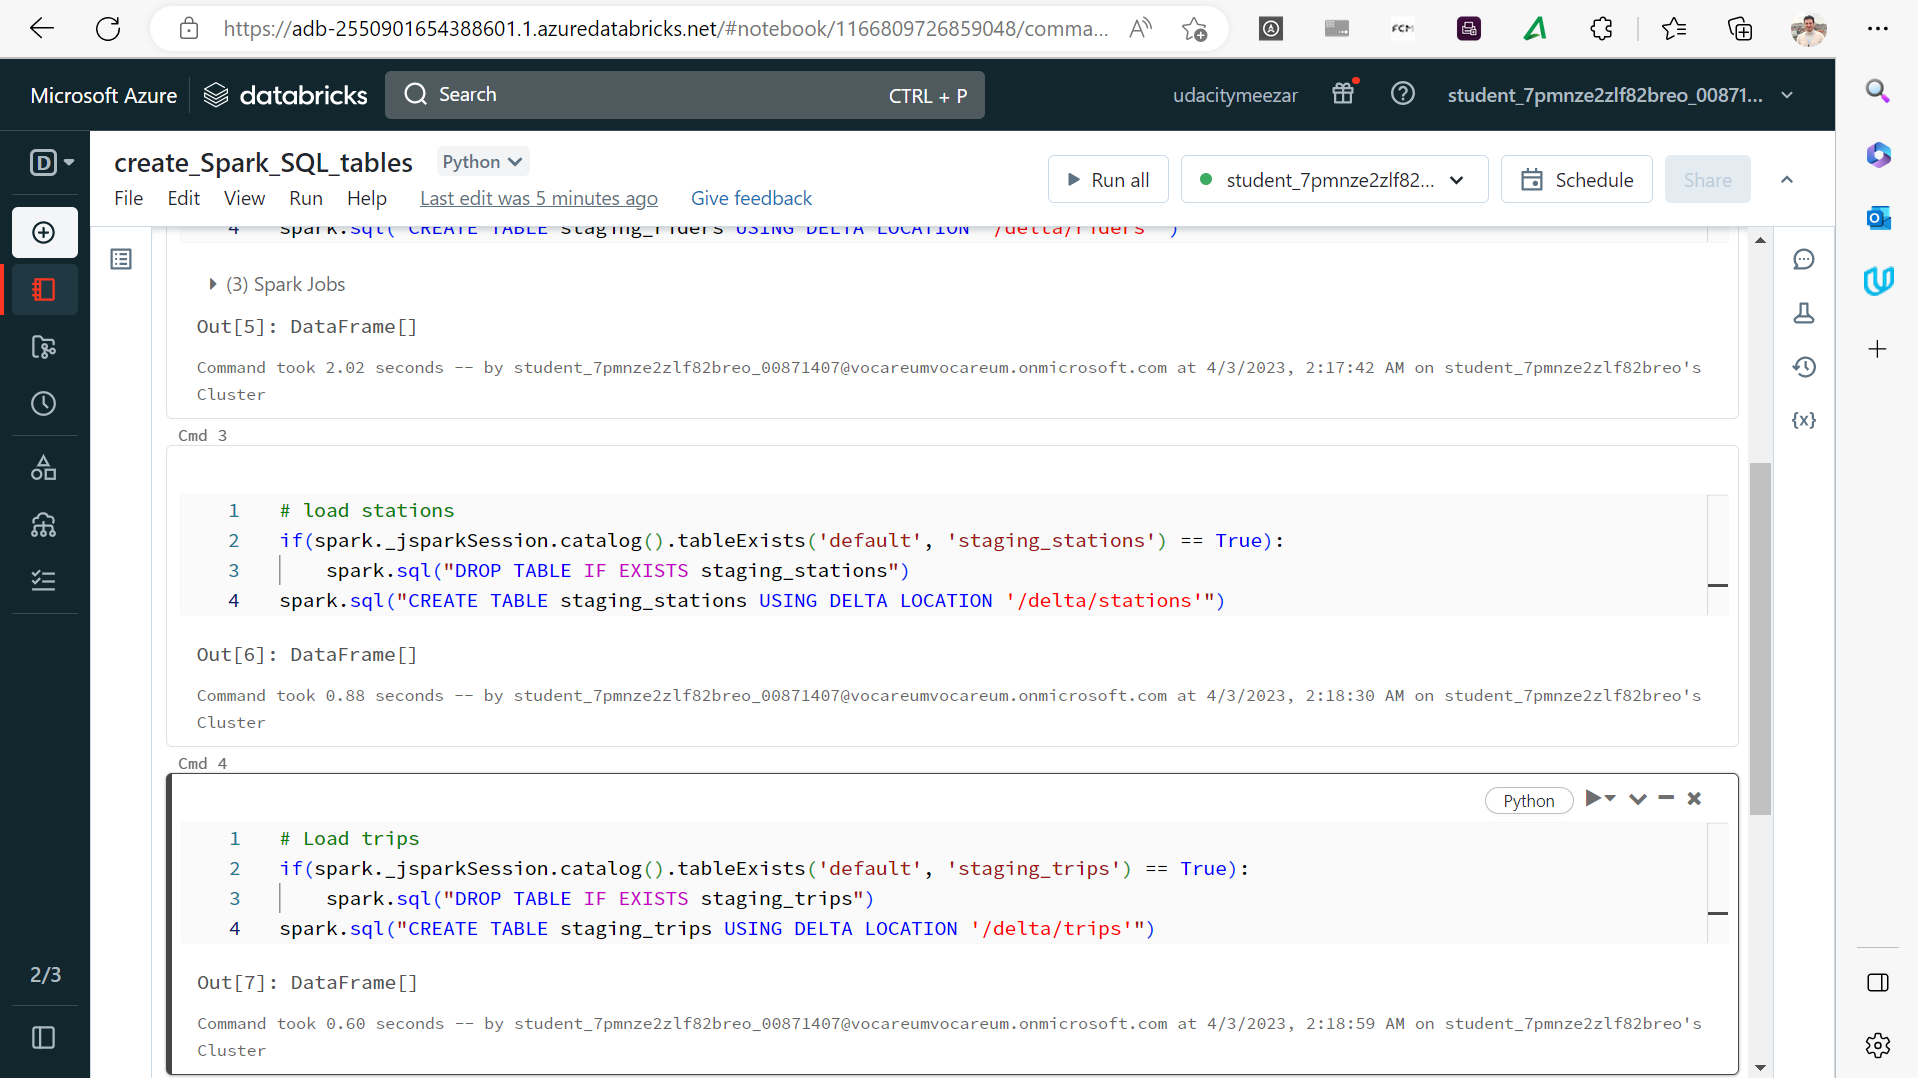 https://adb-2550901654388601.1.azuredatabricks.net/#notebook/1166809726859048/comma...
FCM
Microsoft Azure databricks Search CTRL + P udacitymeezar student_7pmnze2zlf82breo_00871...
D
create_Spark_SQL_tables Python
File Edit View Run Help Last edit was 5 minutes ago Give feedback
Run all student_7pmnze2zlf82... Schedule Share
4 spark.sql("CREATE TABLE staging_riders USING DELTA LOCATION '/delta/riders'")
(3) Spark Jobs
Out[5]: DataFrame[]
Command took 2.02 seconds -- by student_7pmnze2zlf82breo_00871407@vocareumvocareum.onmicrosoft.com at 4/3/2023, 2:17:42 AM on student_7pmnze2zlf82breo's
Cluster
{x}
Cmd 3
1 # load stations
2 if(spark._jsparkSession.catalog().tableExists('default', 'staging_stations') == True):
3 spark.sql("DROP TABLE IF EXISTS staging_stations")
4 spark.sql("CREATE TABLE staging_stations USING DELTA LOCATION '/delta/stations'")
Out[6]: DataFrame[]
Command took 0.88 seconds -- by student_7pmnze2zlf82breo_00871407@vocareumvocareum.onmicrosoft.com at 4/3/2023, 2:18:30 AM on student_7pmnze2zlf82breo's
Cluster
Cmd 4
Python
1 # Load trips
2 if(spark._jsparkSession.catalog().tableExists('default', 'staging_trips') == True):
3 spark.sql("DROP TABLE IF EXISTS staging_trips")
4 spark.sql("CREATE TABLE staging_trips USING DELTA LOCATION '/delta/trips'")
Out[7]: DataFrame[]
2/3
Command took 0.60 seconds -- by student_7pmnze2zlf82breo_00871407@vocareumvocareum.onmicrosoft.com at 4/3/2023, 2:18:59 AM on student_7pmnze2zlf82breo's
Cluster